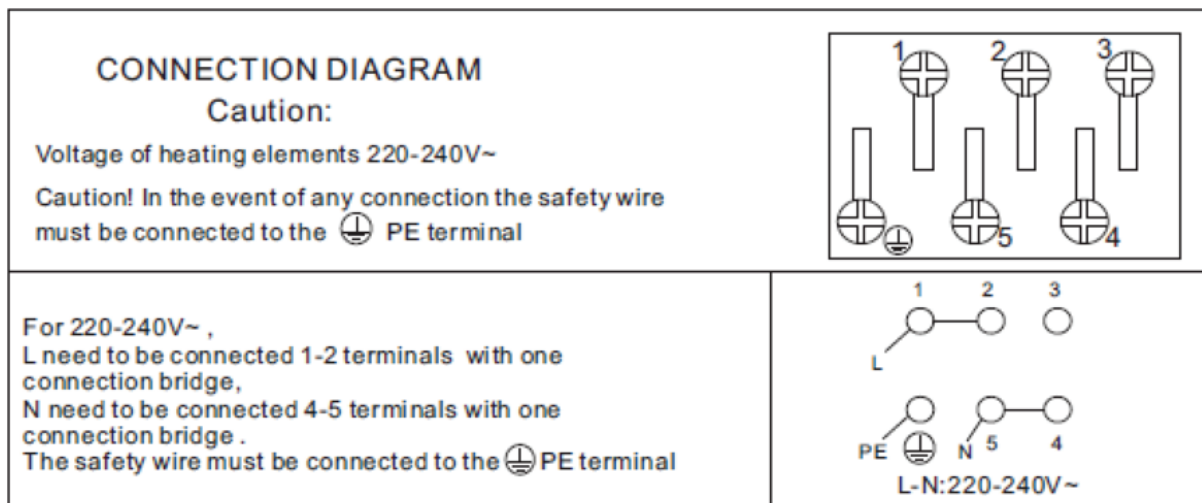 CONNECTION DIAGRAM
Caution:
Voltage of heating elements 220-240V~
Caution! In the event of any connection the safety wire
must be connected to the PE terminal
1 2 3
5 4
For 220-240V~ ,
L need to be connected 1-2 terminals with one
connection bridge,
N need to be connected 4-5 terminals with one
connection bridge .
The safety wire must be connected to the PE terminal
1 2 3
L
PE N 5 4
L-N:220-240V~